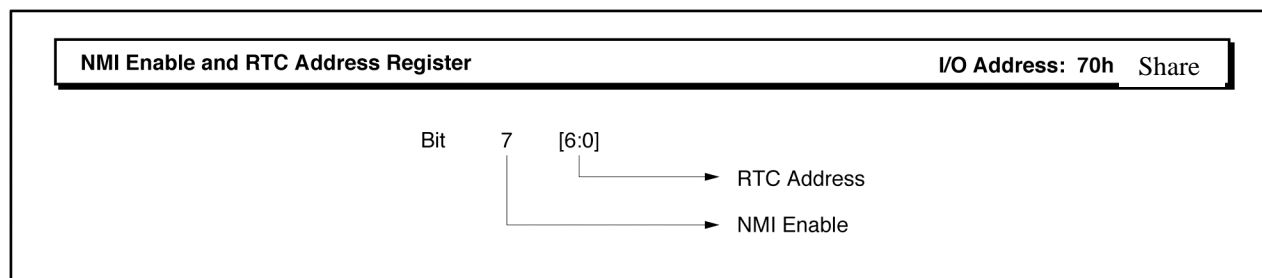 NMI Enable and RTC Address Register I/O Address: 70h Share
Bit 7 [6:0]
RTC Address
NMI Enable